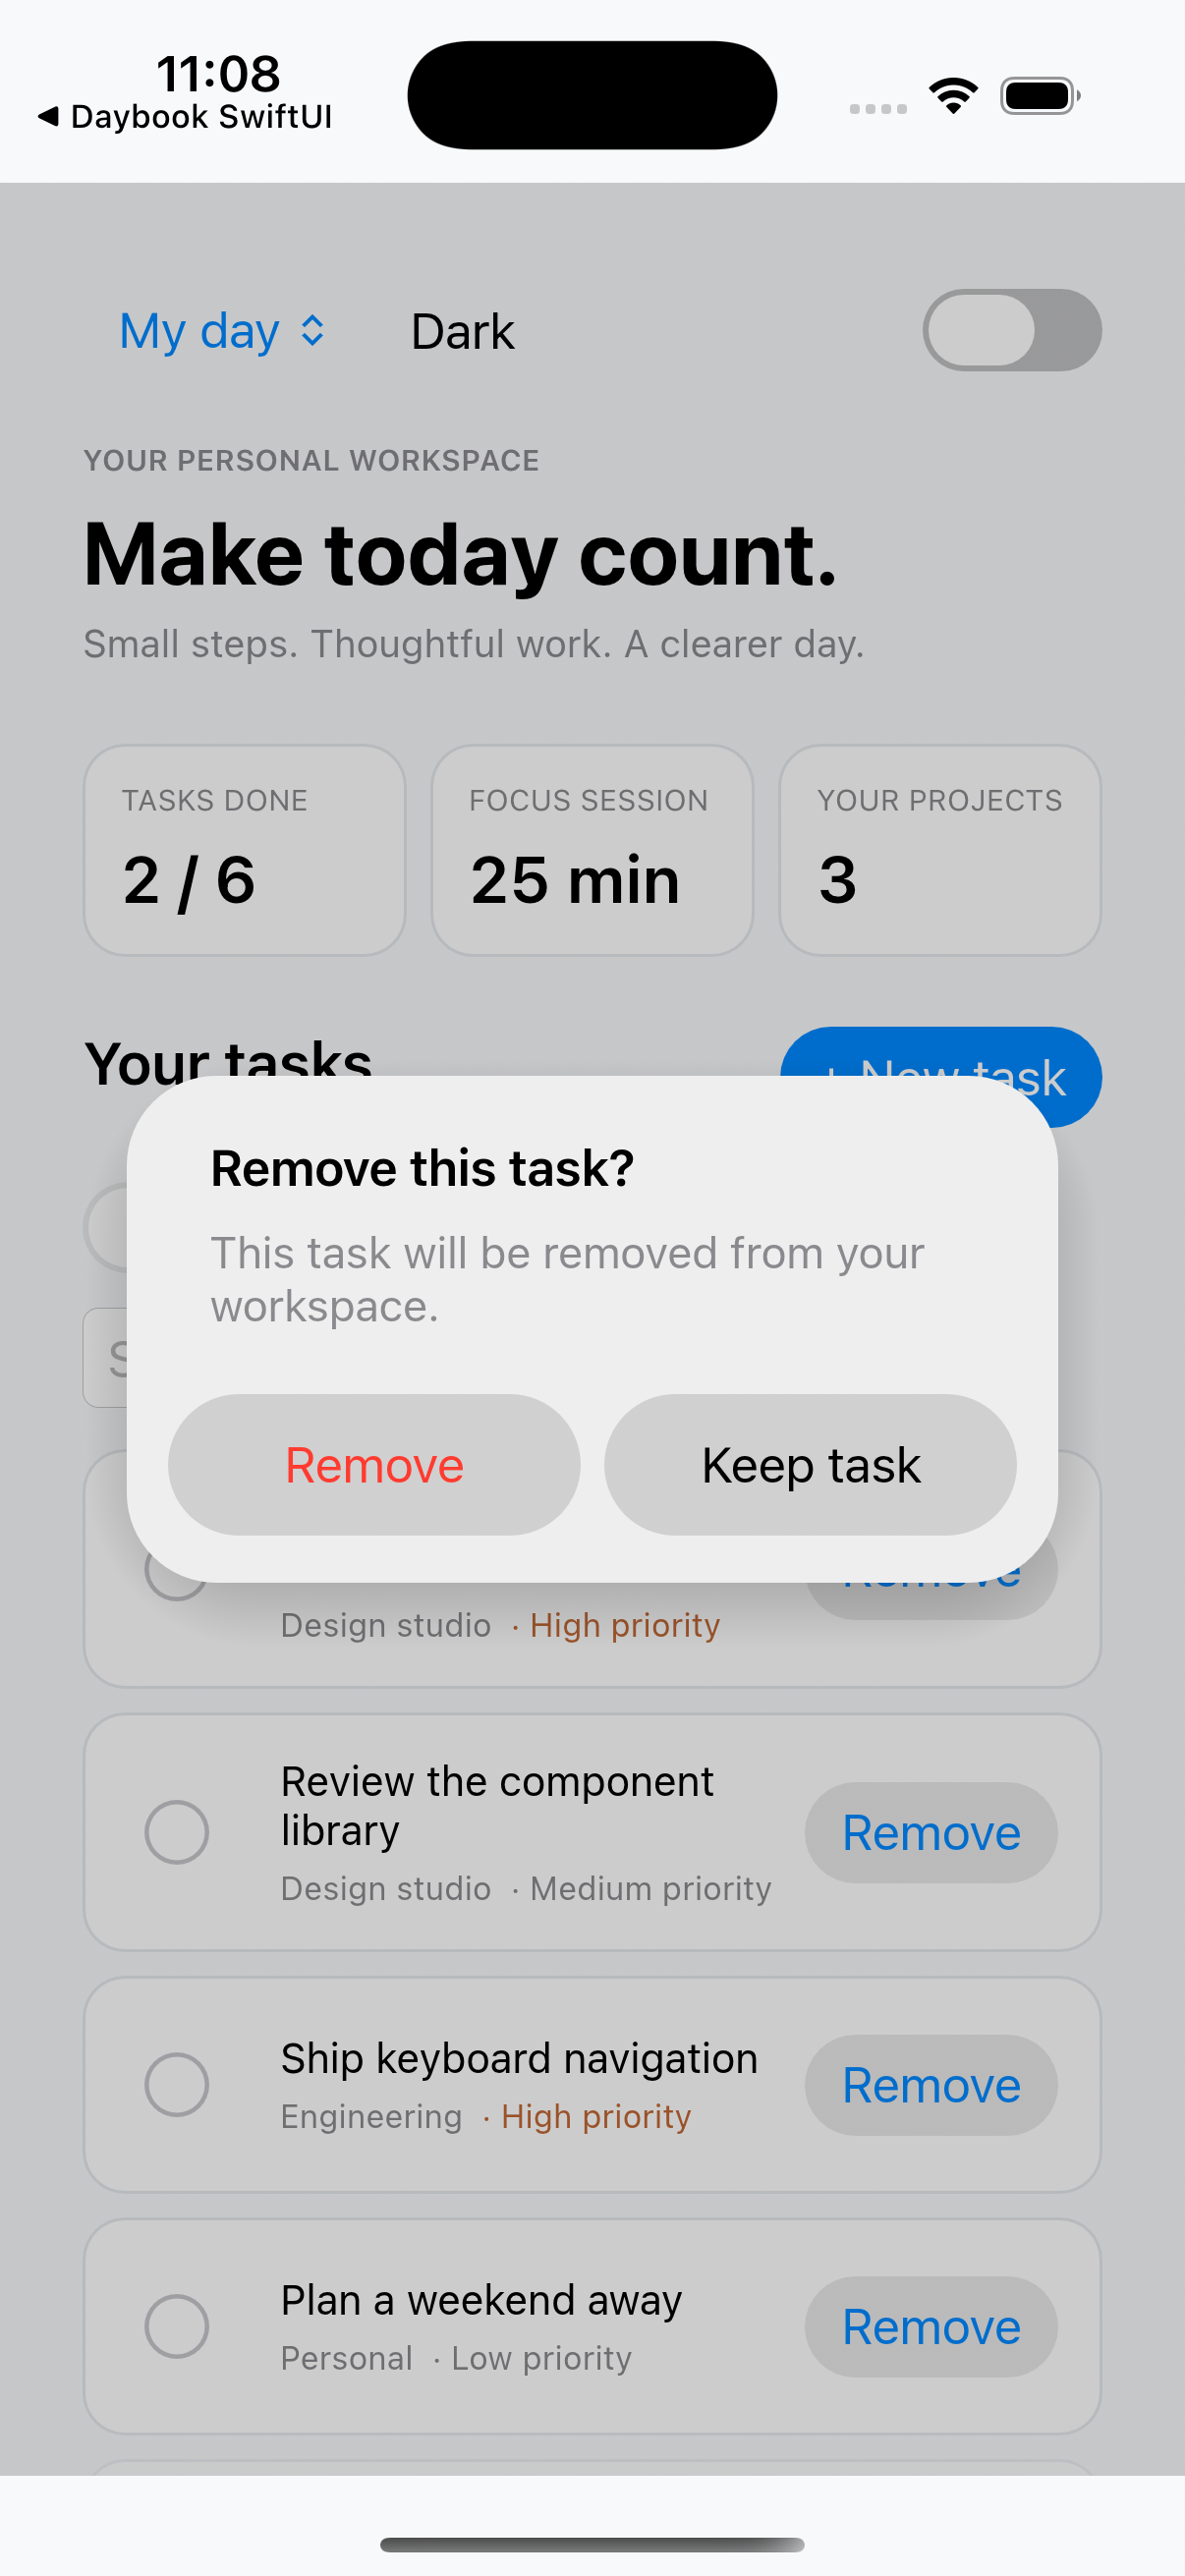 11:08
◀ Daybook SwiftUI
My day
Dark
YOUR PERSONAL WORKSPACE
Make today count.
Small steps. Thoughtful work. A clearer day.
TASKS DONE
2 / 6
FOCUS SESSION
25 min
YOUR PROJECTS
3
Your tasks
+ New task
Remove this task?
This task will be removed from your
workspace.
Remove
Keep task
Remove
Design studio · High priority
Review the component
library
Design studio · Medium priority
Remove
Ship keyboard navigation
Engineering · High priority
Remove
Plan a weekend away
Personal · Low priority
Remove